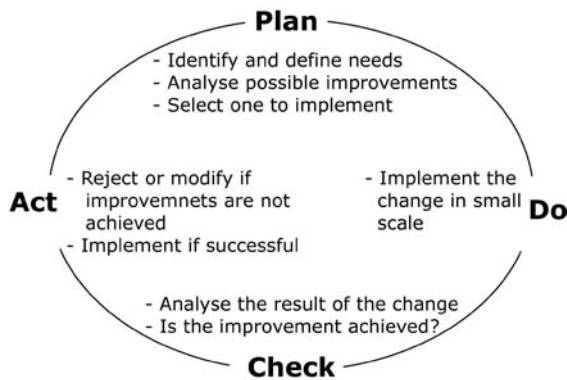 Plan
- Identify and define needs
- Analyse possible improvements
- Select one to implement
Act
- Reject or modify if
improvemnets are not
achieved
- Implement if successful
- Implement the
change in small
scale
Do
- Analyse the result of the change
- Is the improvement achieved?
Check